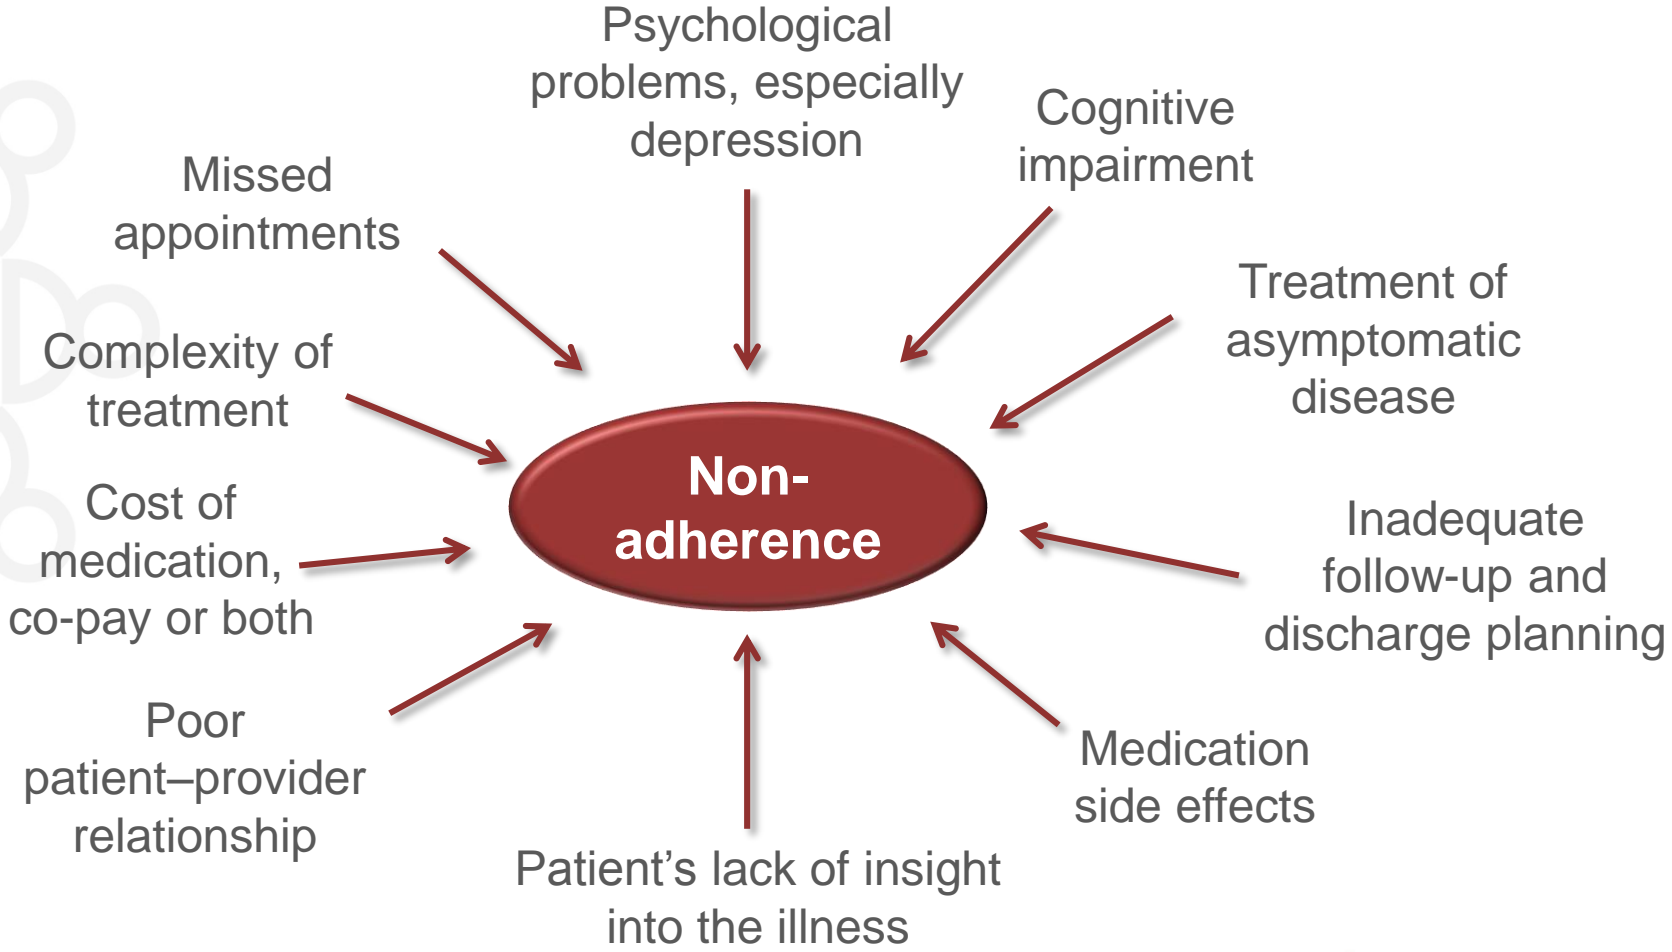 Psychological
problems, especially
depression
Cognitive
impairment
Treatment of
asymptomatic
disease
Inadequate
follow-up and
discharge planning
Medication
side effects
Patient’s lack of insight
into the illness
Poor
patient–provider
relationship
Cost of
medication,
co-pay or both
Complexity of
treatment
Missed
appointments
Non-
adherence